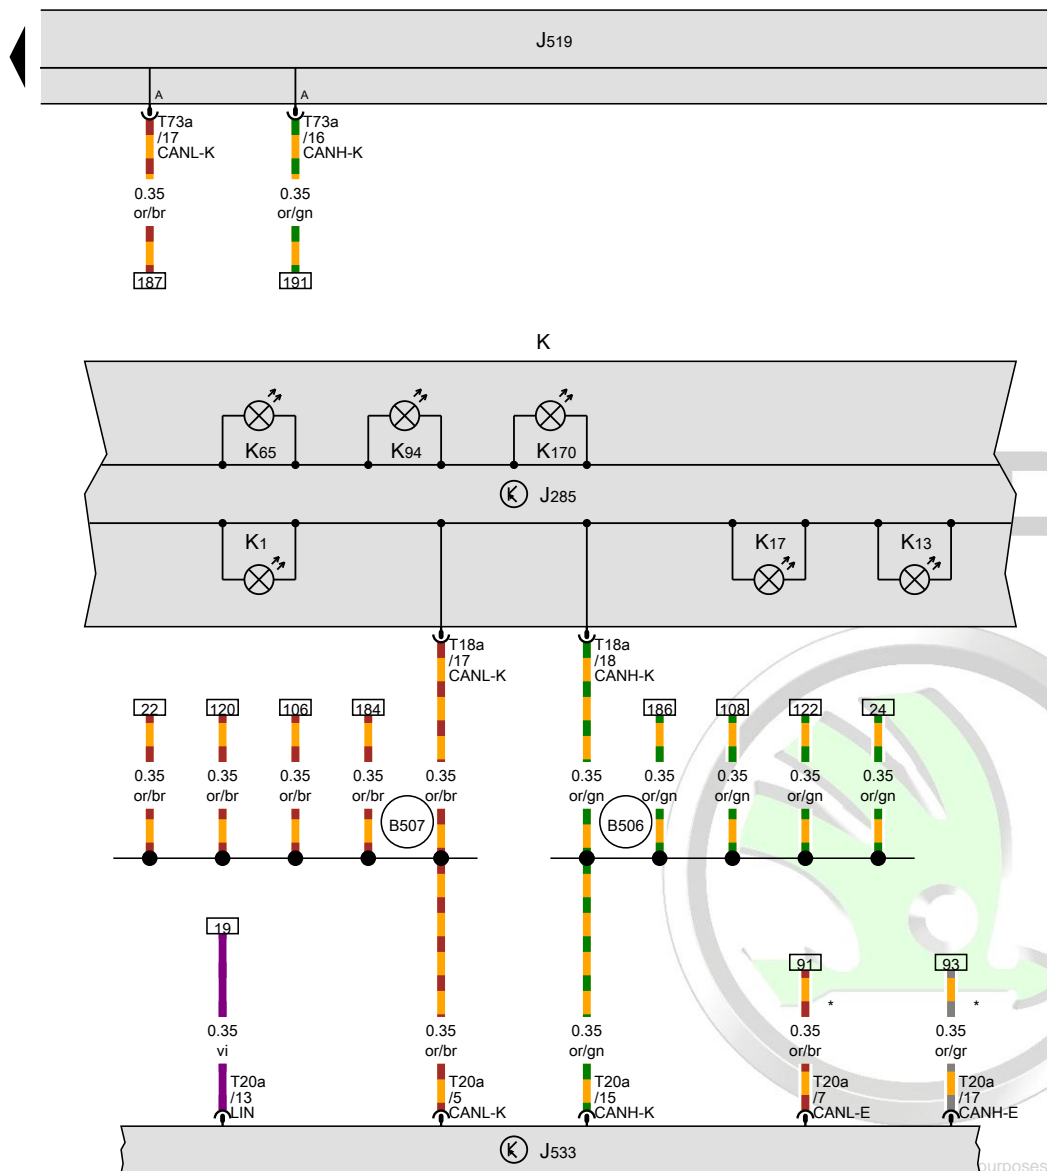 J519
A A
T73a
/17
CANL-K
T73a
/16
CANH-K
0.35
or/br
0.35
or/gn
187
191
K
K65
K94
K170
K J285
K1
K17
K13
T18a
/17
CANL-K
T18a
/18
CANH-K
22
120
106
184
186
108
122
24
0.35
or/br
0.35
or/br
0.35
or/br
0.35
or/br
0.35
or/br
0.35
or/gn
0.35
or/gn
0.35
or/gn
0.35
or/gn
0.35
or/gn
B507
B506
19
91
93
*
*
0.35
vi
0.35
or/br
0.35
or/gn
0.35
or/br
0.35
or/gr
T20a
/13
LIN
T20a
/5
CANL-K
T20a
/15
CANH-K
T20a
/7
CANL-E
T20a
/17
CANH-E
K J533
purposes